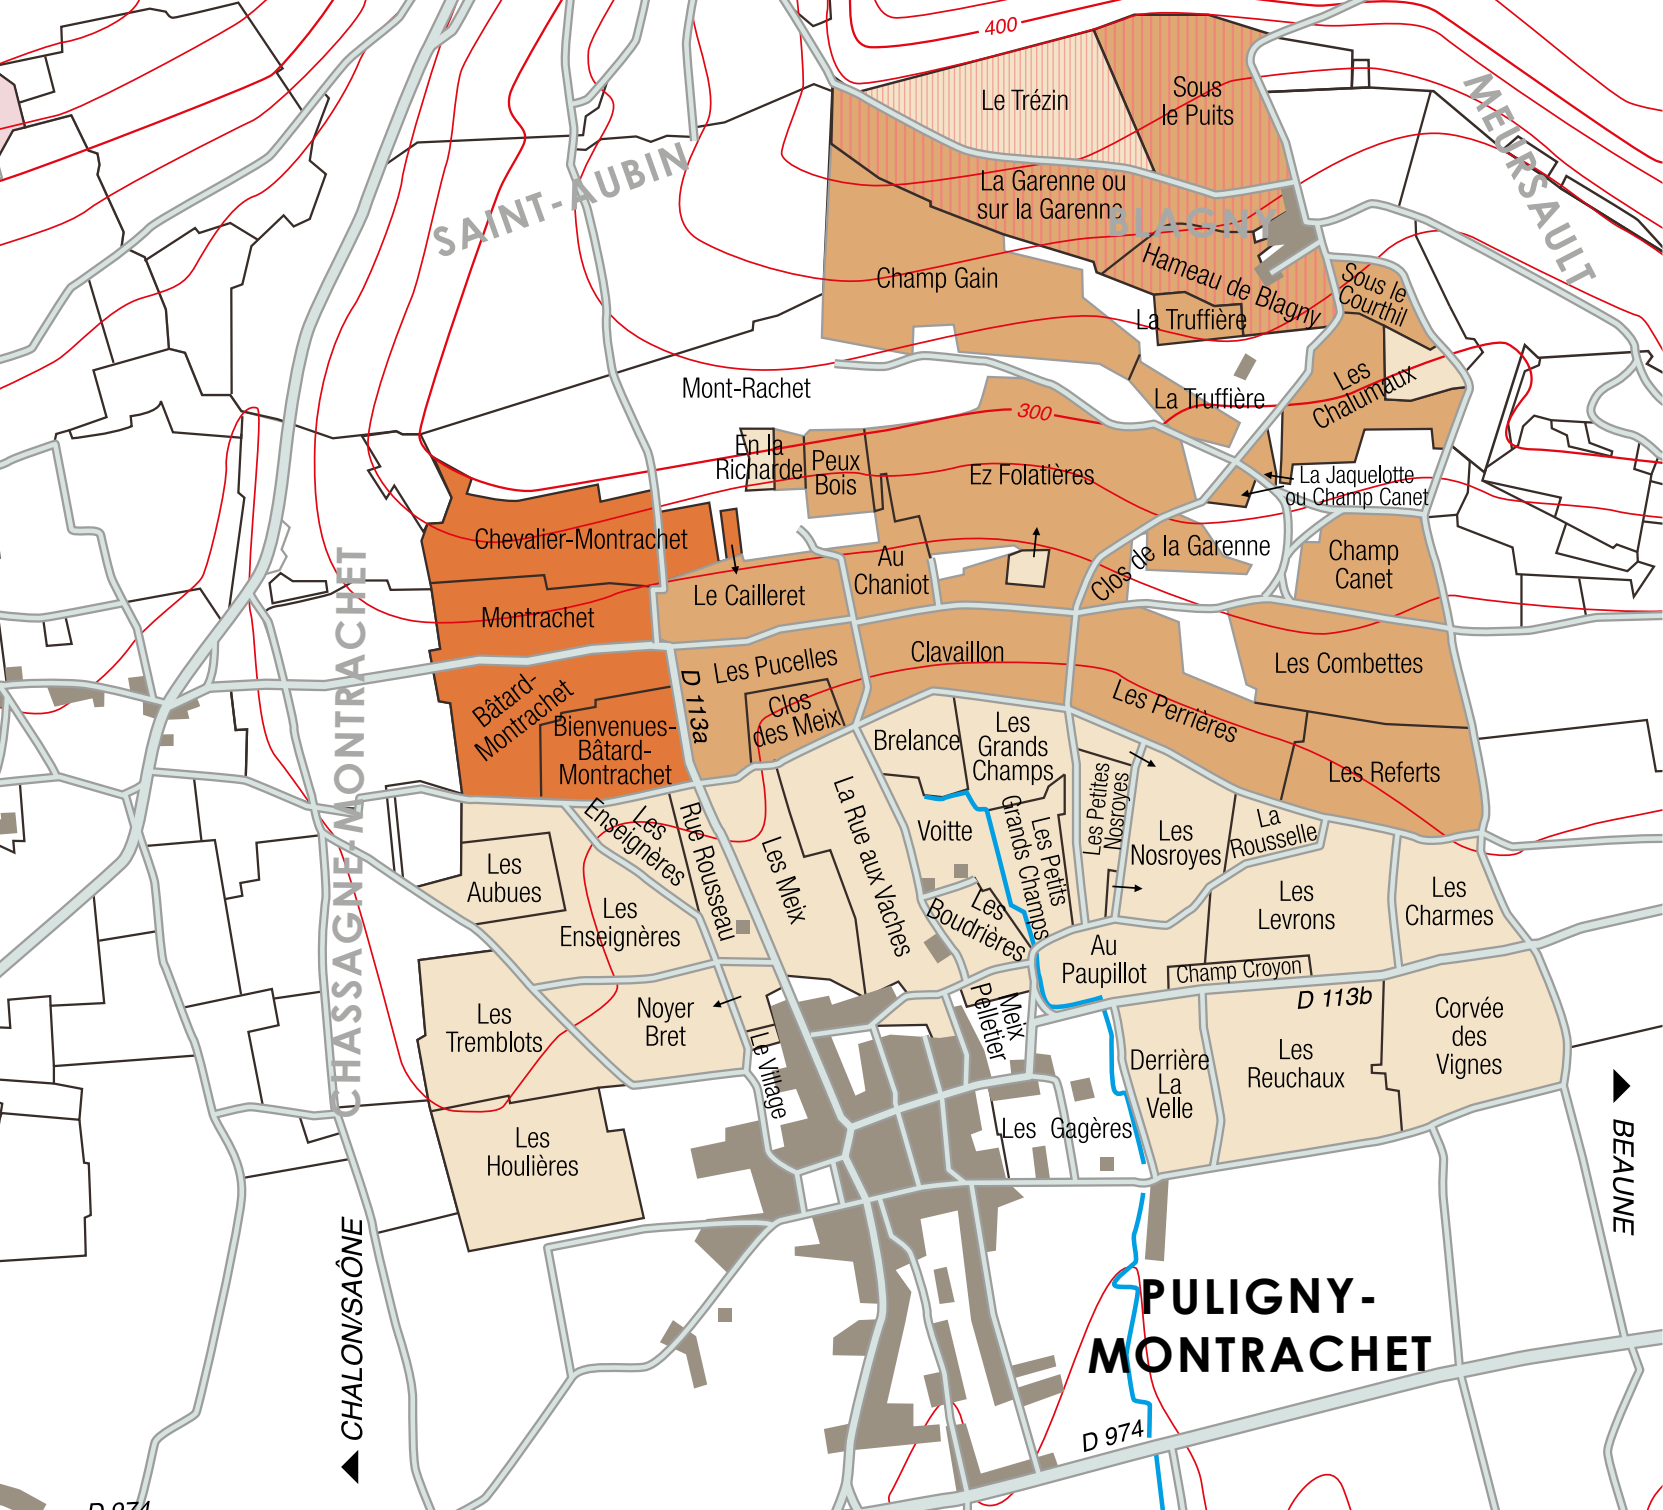 400
Le Trézin
Sous
le Puits
MEURSAULT
SAINT-AUBIN
La Garenne ou
sur la Garenne
BLAGNY
Hameau de Blagny
Champ Gain
Sous le
Courthil
La Truffière
Mont-Rachet
La Truffière
Les
Chalumaux
300
En la
Richarde
Peux
Bois
Ez Folatières
La Jaquelotte
ou Champ Canet
Chevalier-Montrachet
Au
Chaniot
Clos de la Garenne
Champ
Canet
Le Cailleret
Montrachet
CHASSAGNE-MONTRACHET
Clavaillon
Les Pucelles
Les Combettes
D 113a
Bâtard-
Montrachet
Clos
des Meix
Les Perrières
Bienvenues-
Bâtard-
Montrachet
Brelance
Les
Grands
Champs
Les Referts
Les Petites
Nosroyes
La Rue aux Vaches
Voitte
Les Petits
Grands Champs
Les
Nosroyes
La
Rousselle
Les
Enseignères
Rue Rousseau
Les Meix
Les
Aubues
Les
Enseignères
Les
Boudrières
Les
Levrons
Les
Charmes
Au
Paupillot
Champ Croyon
D 113b
Les
Tremblots
Noyer
Bret
Meix
Pelletier
Corvée
des
Vignes
Le Village
Derrière
La
Velle
Les
Reuchaux
Les Gagères
Les
Houlières
BEAUNE
CHALON/SAÔNE
PULIGNY-
MONTRACHET
D 974
D 974